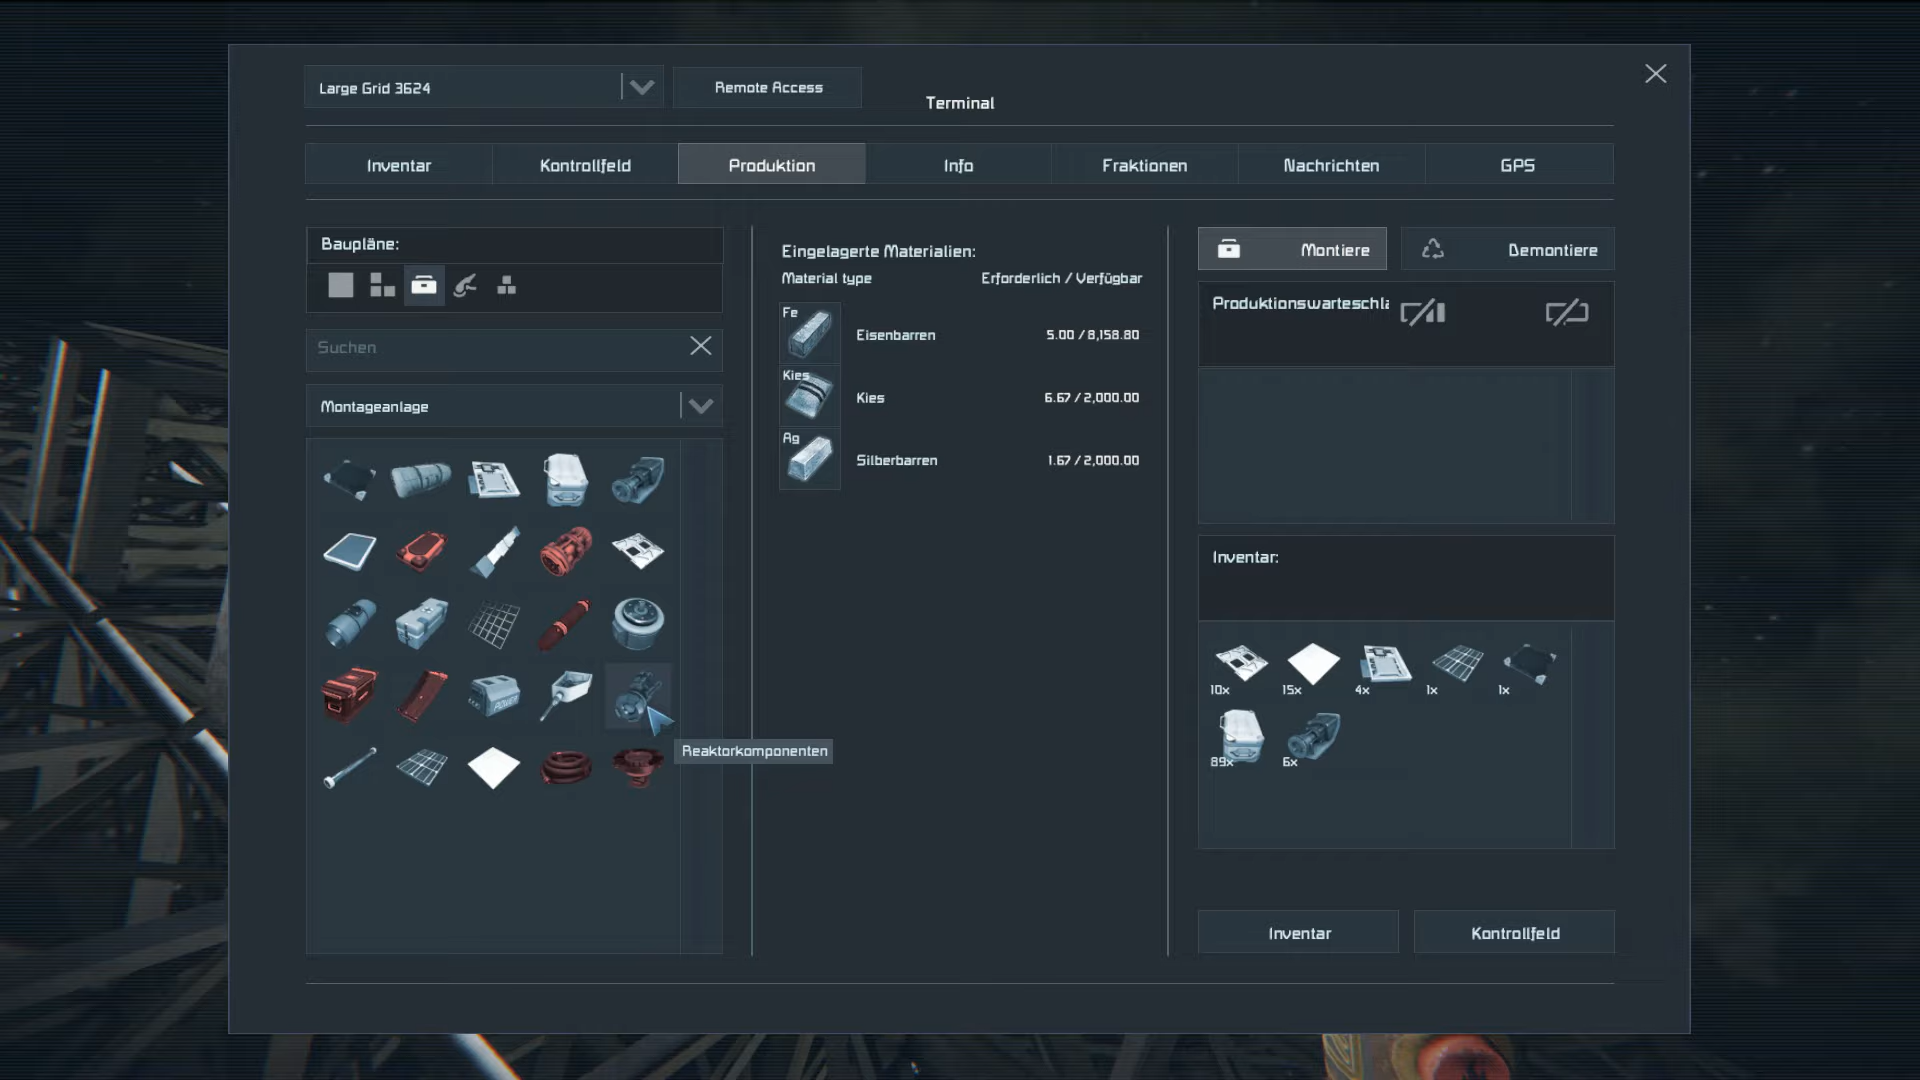 Large Grid 3624
Remote Access
Terminal
Inventar
Kontrollfeld
Produktion
Info
Fraktionen
Nachrichten
GPS
Baupläne:
Suchen
Montageanlage
POWER
Reaktorkomponenten
Eingelagerte Materialien:
Material type
Erforderlich / Verfügbar
Fe
Eisenbarren
5.00 / 8,158.80
Kies
Kies
6.67 / 2,000.00
Ag
Silberbarren
1.67 / 2,000.00
Montiere
Demontiere
Produktionswarteschla
Inventar:
10x
15x
4x
1x
1x
89x
6x
Inventar
Kontrollfeld